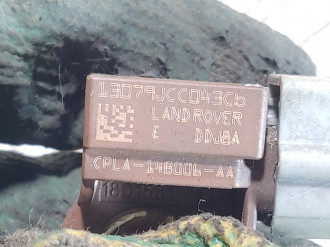 13079JCC043C6
LAND ROVER
E DDJBA
CPLA-14B006-AA